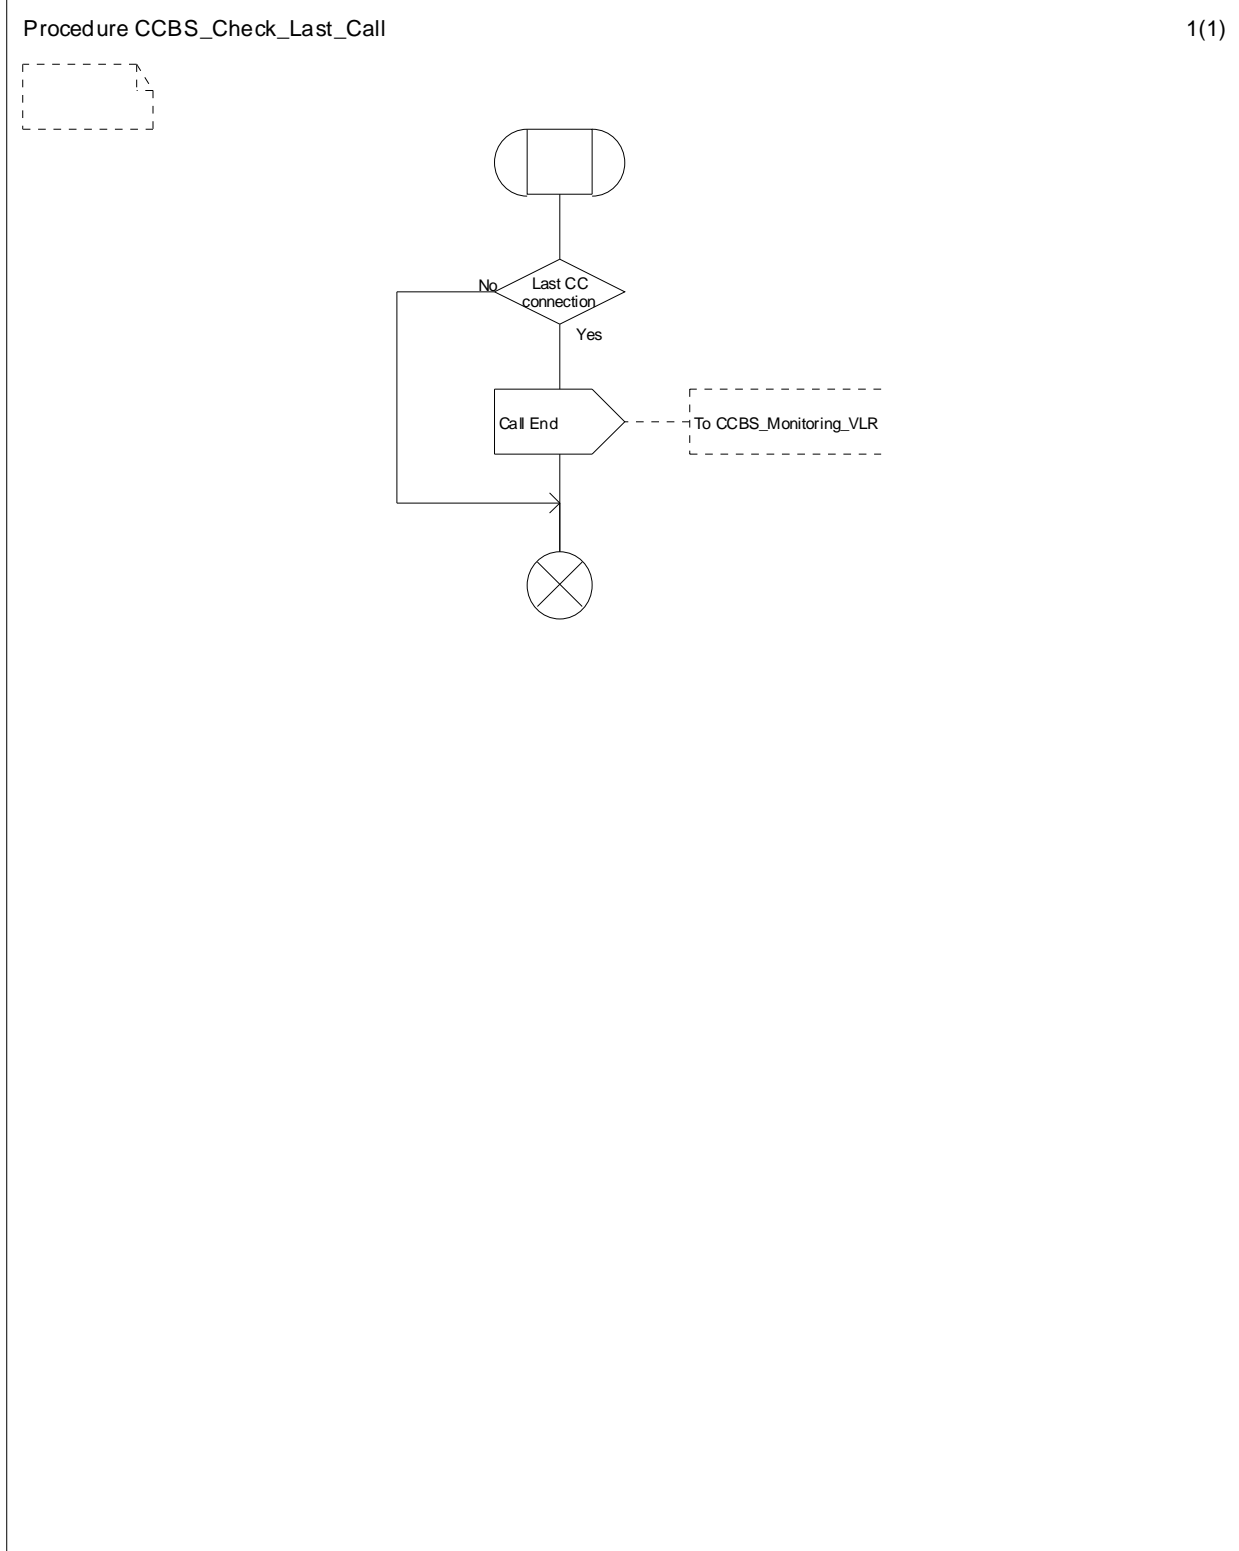 Procedure CCBS_Check_Last_Call
1(1)
No
Last CC
connection
Yes
Call End
To CCBS_Monitoring_VLR